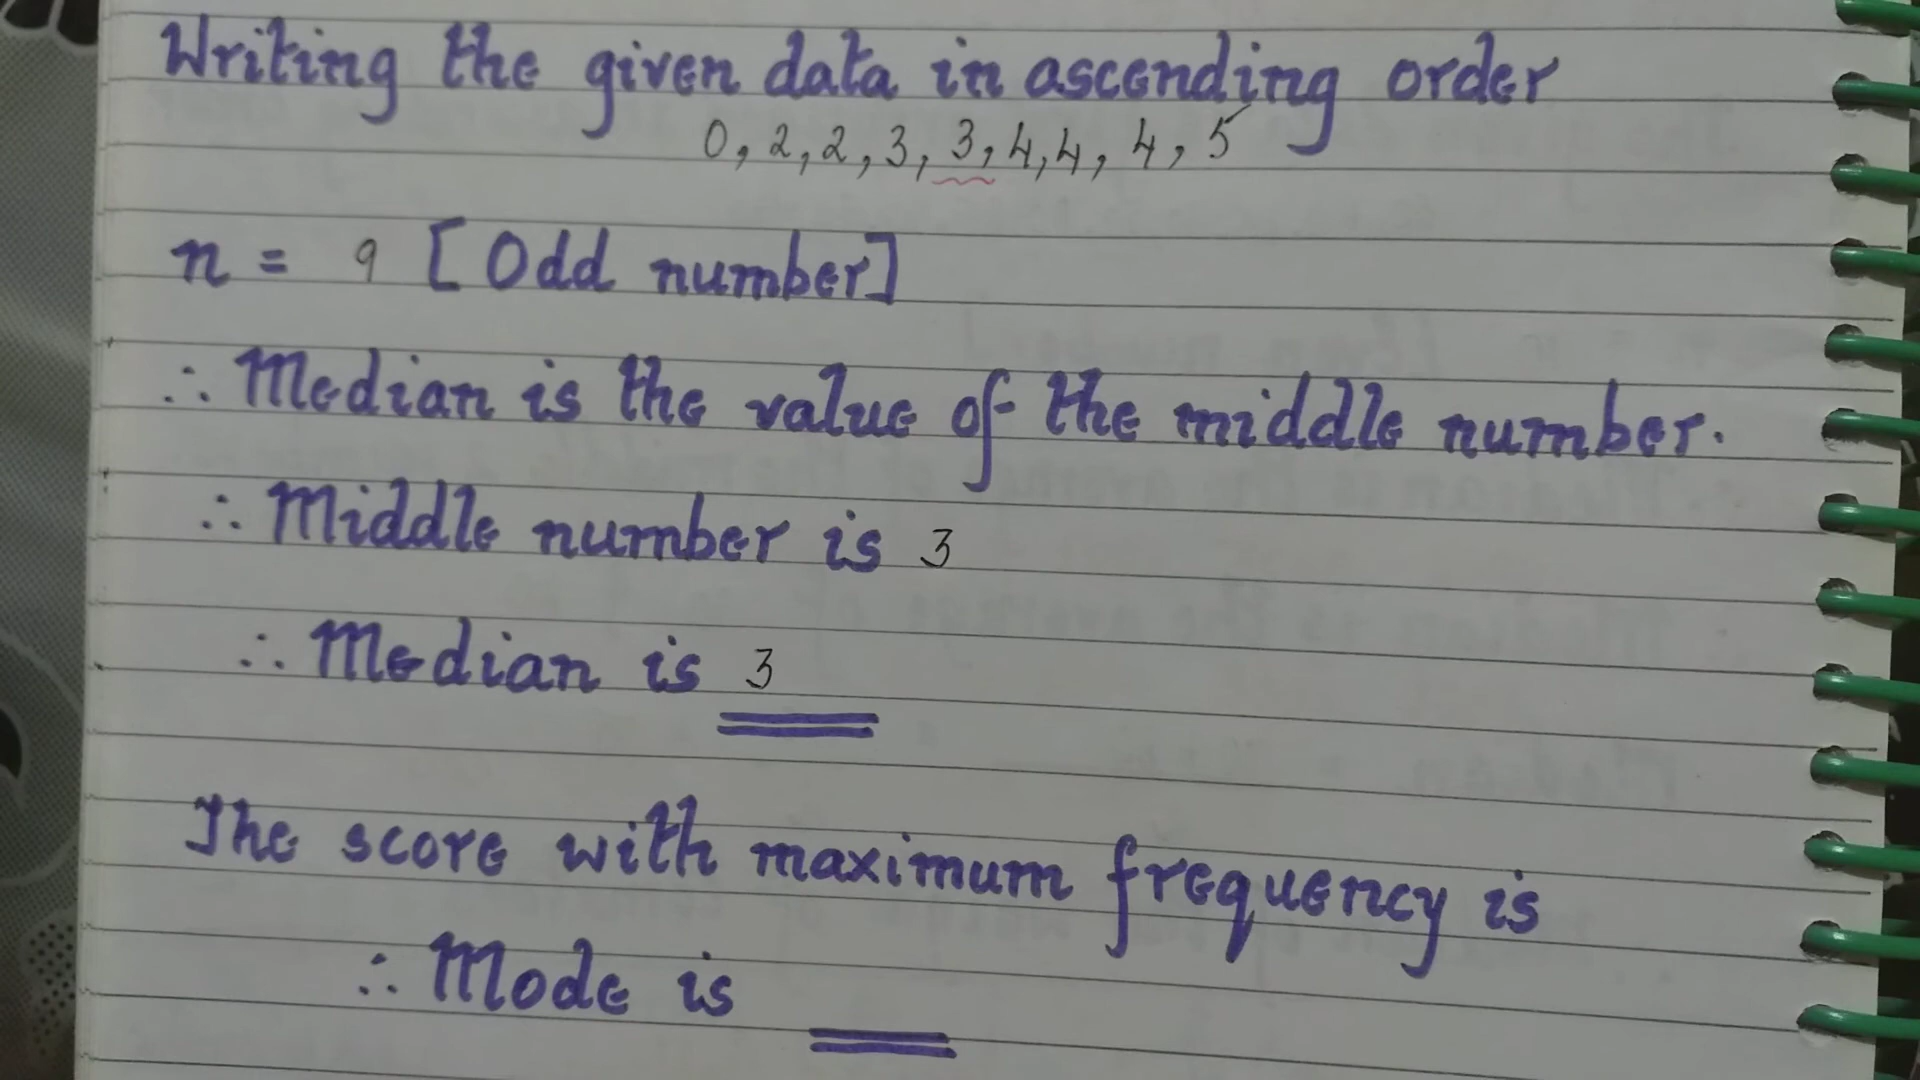 Writing the given data in ascending order
0, 2, 2, 3, 3, 4, 4, 4, 5
n = 9 [Odd number]
∴ Median is the value of the middle number.
∴ Middle number is 3
∴ Median is 3
The score with maximum frequency is
∴ Mode is